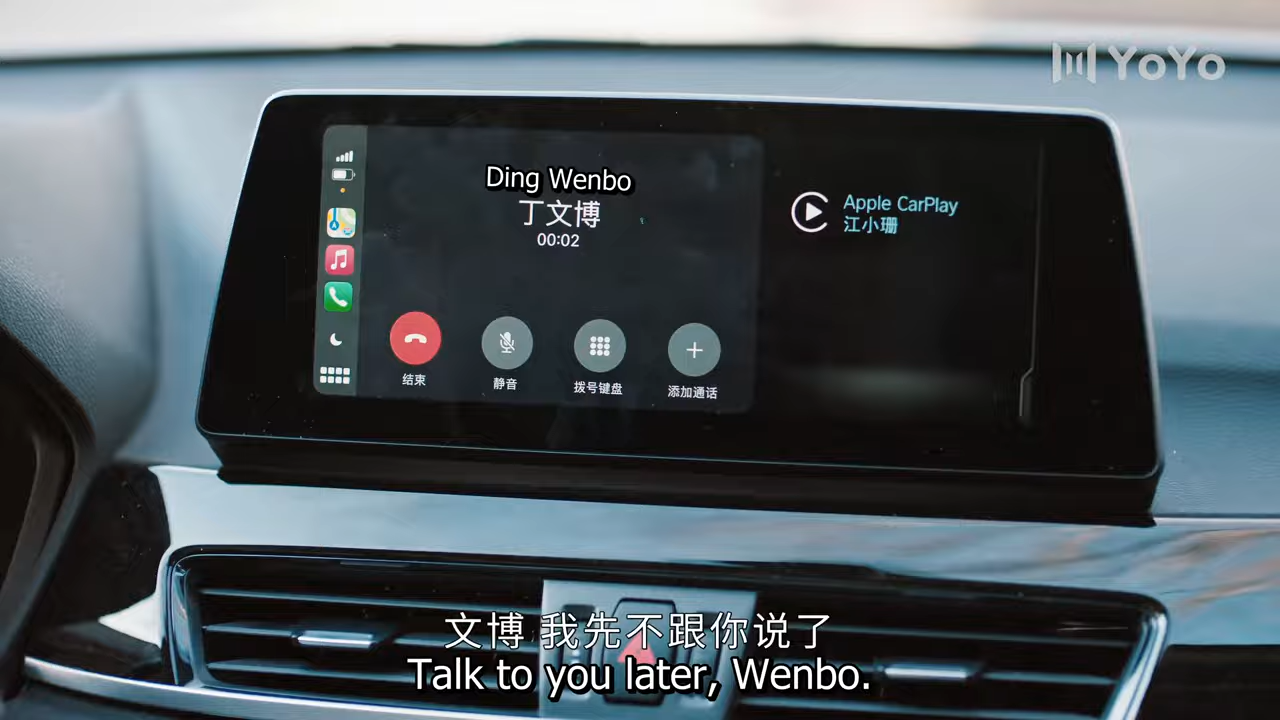 YoYo
Ding Wenbo
丁文博
00:02
Apple CarPlay
江小珊
结束
静音
拨号键盘
添加通话
文博 我先不跟你说了
Talk to you later, Wenbo.